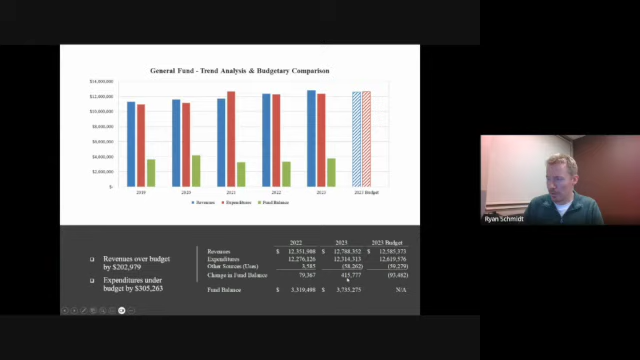 General Fund - Trend Analysis & Budgetary Comparison
$14,000,000
$12,000,000
$10,000,000
$8,000,000
$6,000,000
$4,000,000
$2,000,000
$-
2019 2020 2021 2022 2023 2023 Budget
Revenues Expenditures Fund Balance
2022 2023 2023 Budget
Revenues $ 12,351,908 $ 12,788,352 $ 12,585,373
Expenditures 12,276,126 12,314,313 12,619,576
Other Sources (Uses) 3,585 (58,262) (59,279)
Change in Fund Balance 79,367 415,777 (93,482)
Fund Balance $ 3,319,498 $ 3,735,275 N/A
Revenues over budget
by $202,979
Expenditures under
budget by $305,263
Ryan Schmidt